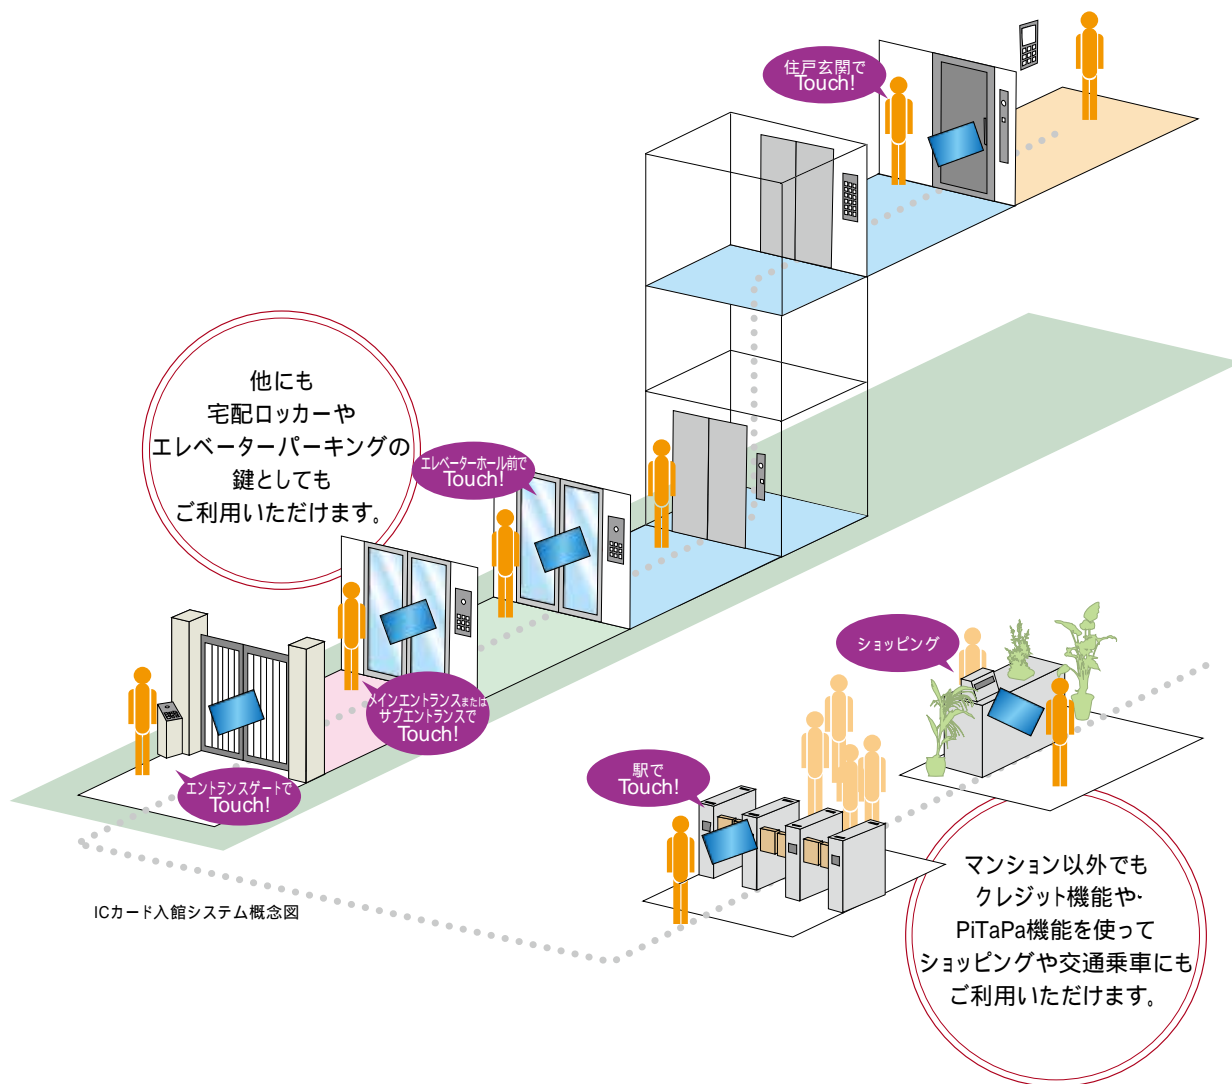 住戸玄関で
Touch!
他にも
宅配ロッカーや
エレベーターパーキングの
鍵としても
ご利用いただけます。
エレベーターホール前で
Touch!
メインエントランスまたは
サブエントランスで
Touch!
エントランスゲートで
Touch!
ショッピング
駅で
Touch!
マンション以外でも
クレジット機能や・
PiTaPa機能を使って
ショッピングや交通乗車にも
ご利用いただけます。
ICカード入館システム概念図